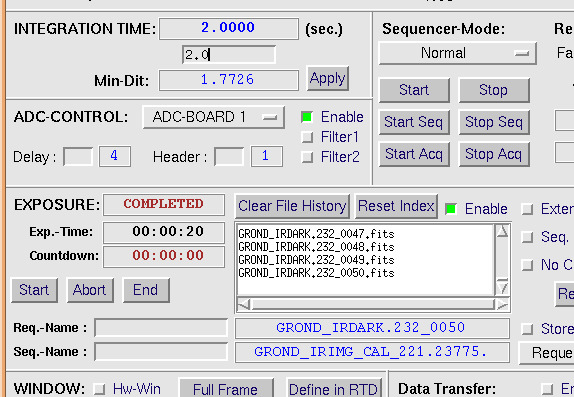 INTEGRATION TIME: 2.0000 (sec.)
2.0
Min-Dit: 1.7726 Apply
Sequencer-Mode: Re
Normal Fa
Start Stop
Start Seq Stop Seq
Start Acq Stop Acq
ADC-CONTROL: ADC-BOARD 1 Enable
Filter1
Delay : 4 Header : 1 Filter2
EXPOSURE: COMPLETED Clear File History Reset Index Enable Exter
Exp.-Time: 00:00:20
Countdown: 00:00:00
GROND_IRDARK.232_0047.fits
GROND_IRDARK.232_0048.fits
GROND_IRDARK.232_0049.fits
GROND_IRDARK.232_0050.fits
Seq.
No C
Start Abort End Re
Req.-Name : GROND_IRDARK.232_0050 Store
Seq.-Name : GROND_IRIMG_CAL_221.23775. Reque
WINDOW: Hw-Win Full Frame Define in RTD Data Transfer: En